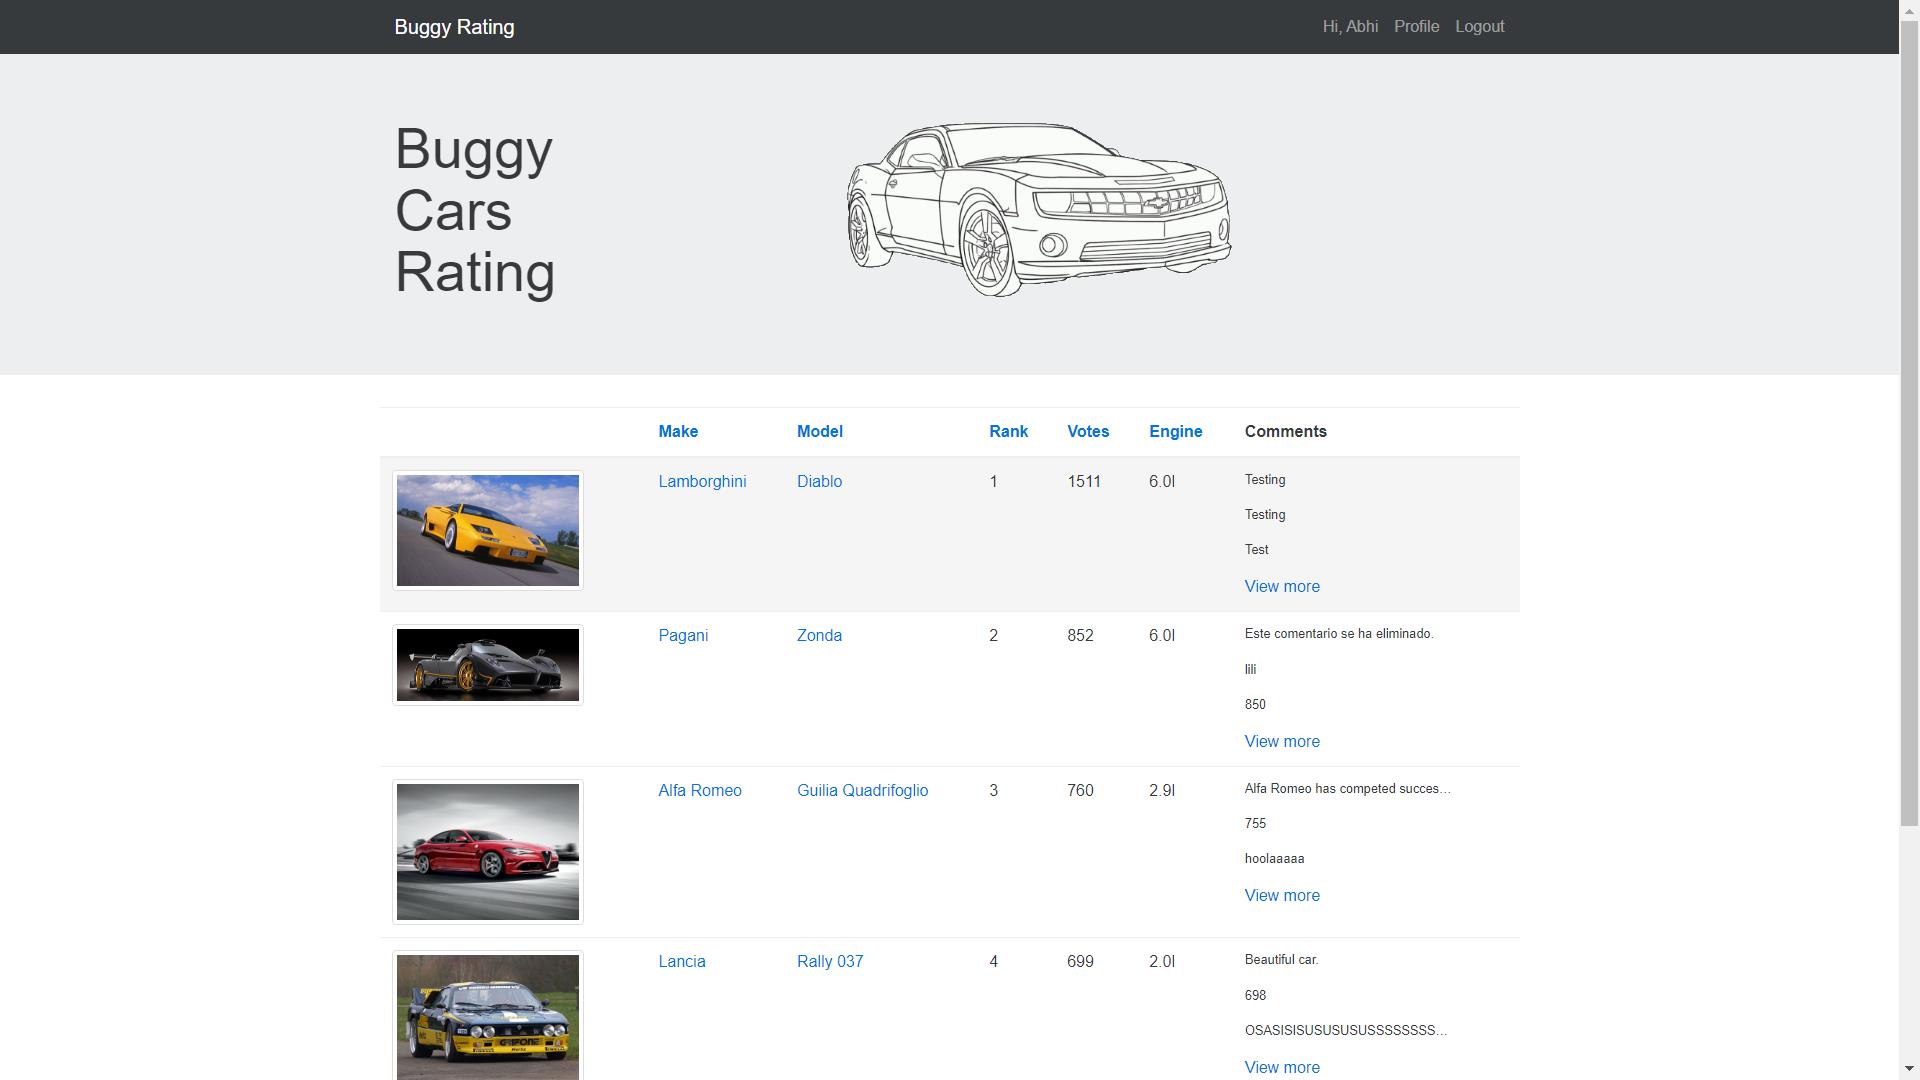 Buggy Rating
Hi, Abhi Profile Logout
Buggy
Cars
Rating
Make Model Rank Votes Engine Comments
Lamborghini Diablo 1 1511 6.0l Testing
Testing
Test
View more
Pagani Zonda 2 852 6.0l Este comentario se ha eliminado.
lili
850
View more
Alfa Romeo Guilia Quadrifoglio 3 760 2.9l Alfa Romeo has competed succes…
755
hoolaaaaa
View more
Lancia Rally 037 4 699 2.0l Beautiful car.
698
OSASISISUSUSUSUSSSSSSSS…
GRIFONE
View more